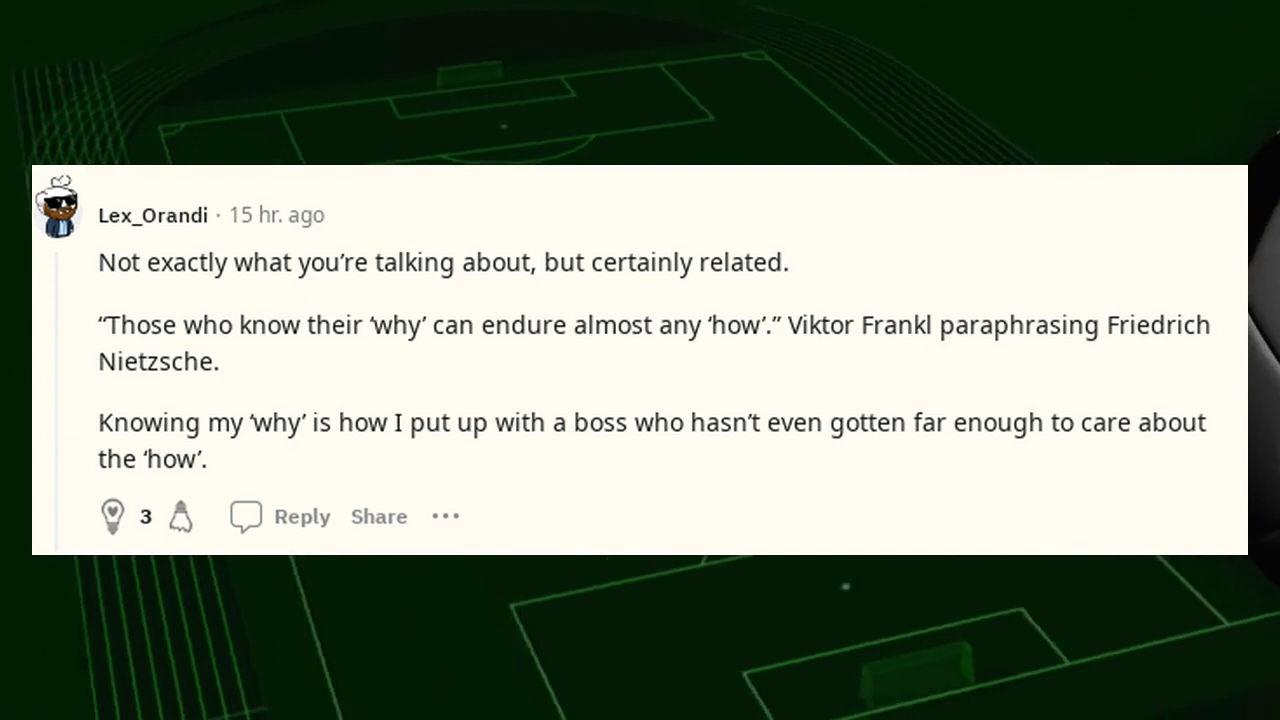 Lex_Orandi · 15 hr. ago
Not exactly what you’re talking about, but certainly related.
“Those who know their ‘why’ can endure almost any ‘how’.” Viktor Frankl paraphrasing Friedrich
Nietzsche.
Knowing my ‘why’ is how I put up with a boss who hasn’t even gotten far enough to care about
the ‘how’.
3 Reply Share ···